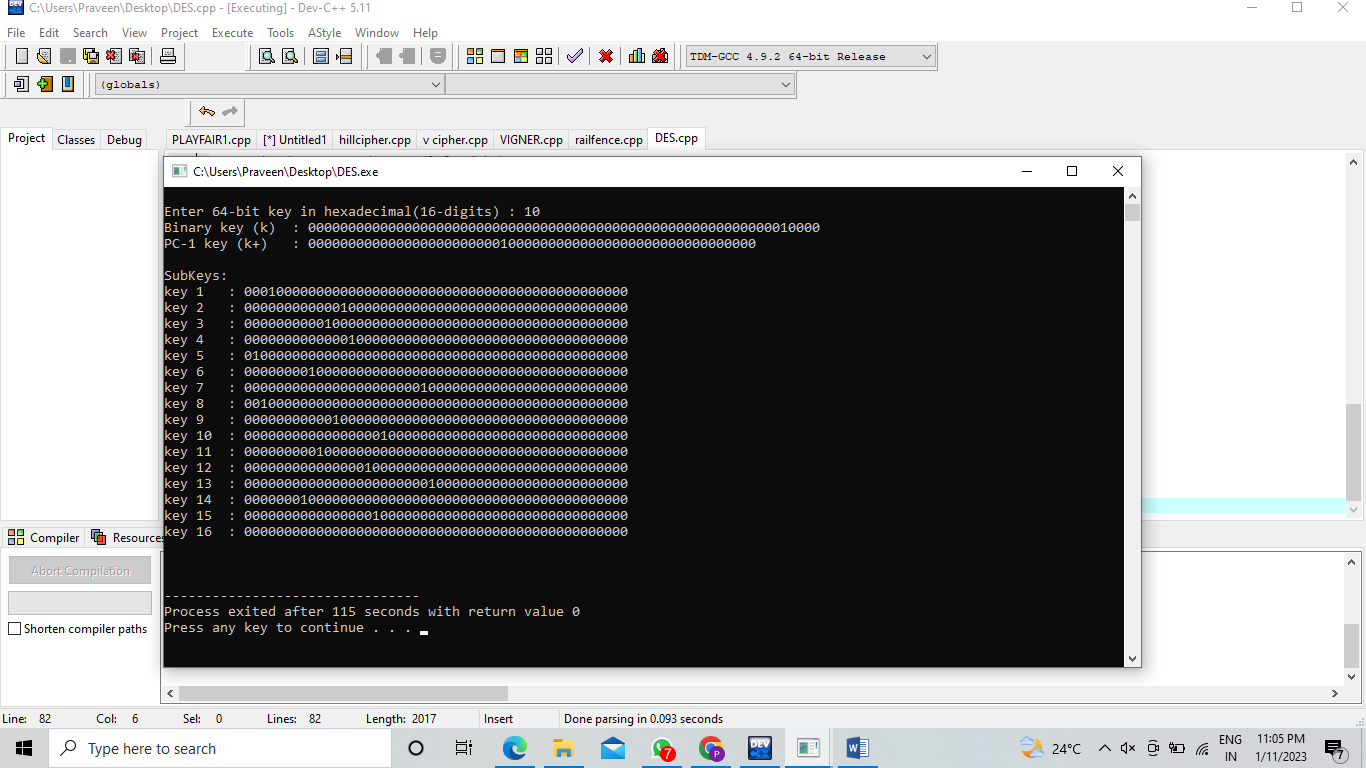 C:\Users\Praveen\Desktop\DES.cpp - [Executing] - Dev-C++ 5.11
File Edit Search View Project Execute Tools AStyle Window Help
TDM-GCC 4.9.2 64-bit Release
(globals)
Project Classes Debug PLAYFAIR1.cpp [*] Untitled1 hillcipher.cpp v cipher.cpp VIGNER.cpp railfence.cpp DES.cpp
C:\Users\Praveen\Desktop\DES.exe
Enter 64-bit key in hexadecimal(16-digits) : 10
Binary key (k) : 0000000000000000000000000000000000000000000000000000000000010000
PC-1 key (k+) : 00000000000000000000000010000000000000000000000000000000
SubKeys:
key 1 : 000100000000000000000000000000000000000000000000
key 2 : 000000000000100000000000000000000000000000000000
key 3 : 000000000010000000000000000000000000000000000000
key 4 : 000000000000010000000000000000000000000000000000
key 5 : 010000000000000000000000000000000000000000000000
key 6 : 000000001000000000000000000000000000000000000000
key 7 : 000000000000000000000010000000000000000000000000
key 8 : 001000000000000000000000000000000000000000000000
key 9 : 000000000001000000000000000000000000000000000000
key 10 : 000000000000000001000000000000000000000000000000
key 11 : 000000000100000000000000000000000000000000000000
key 12 : 000000000000000100000000000000000000000000000000
key 13 : 000000000000000000000001000000000000000000000000
key 14 : 000000010000000000000000000000000000000000000000
key 15 : 000000000000000010000000000000000000000000000000
key 16 : 000000000000000000000000000000000000000000000000
--------------------------------
Process exited after 115 seconds with return value 0
Press any key to continue . . .
Compiler Resources
Abort Compilation
Shorten compiler paths
Line: 82 Col: 6 Sel: 0 Lines: 82 Length: 2017 Insert Done parsing in 0.093 seconds
Type here to search
24°C
ENG
IN
11:05 PM
1/11/2023
7
7